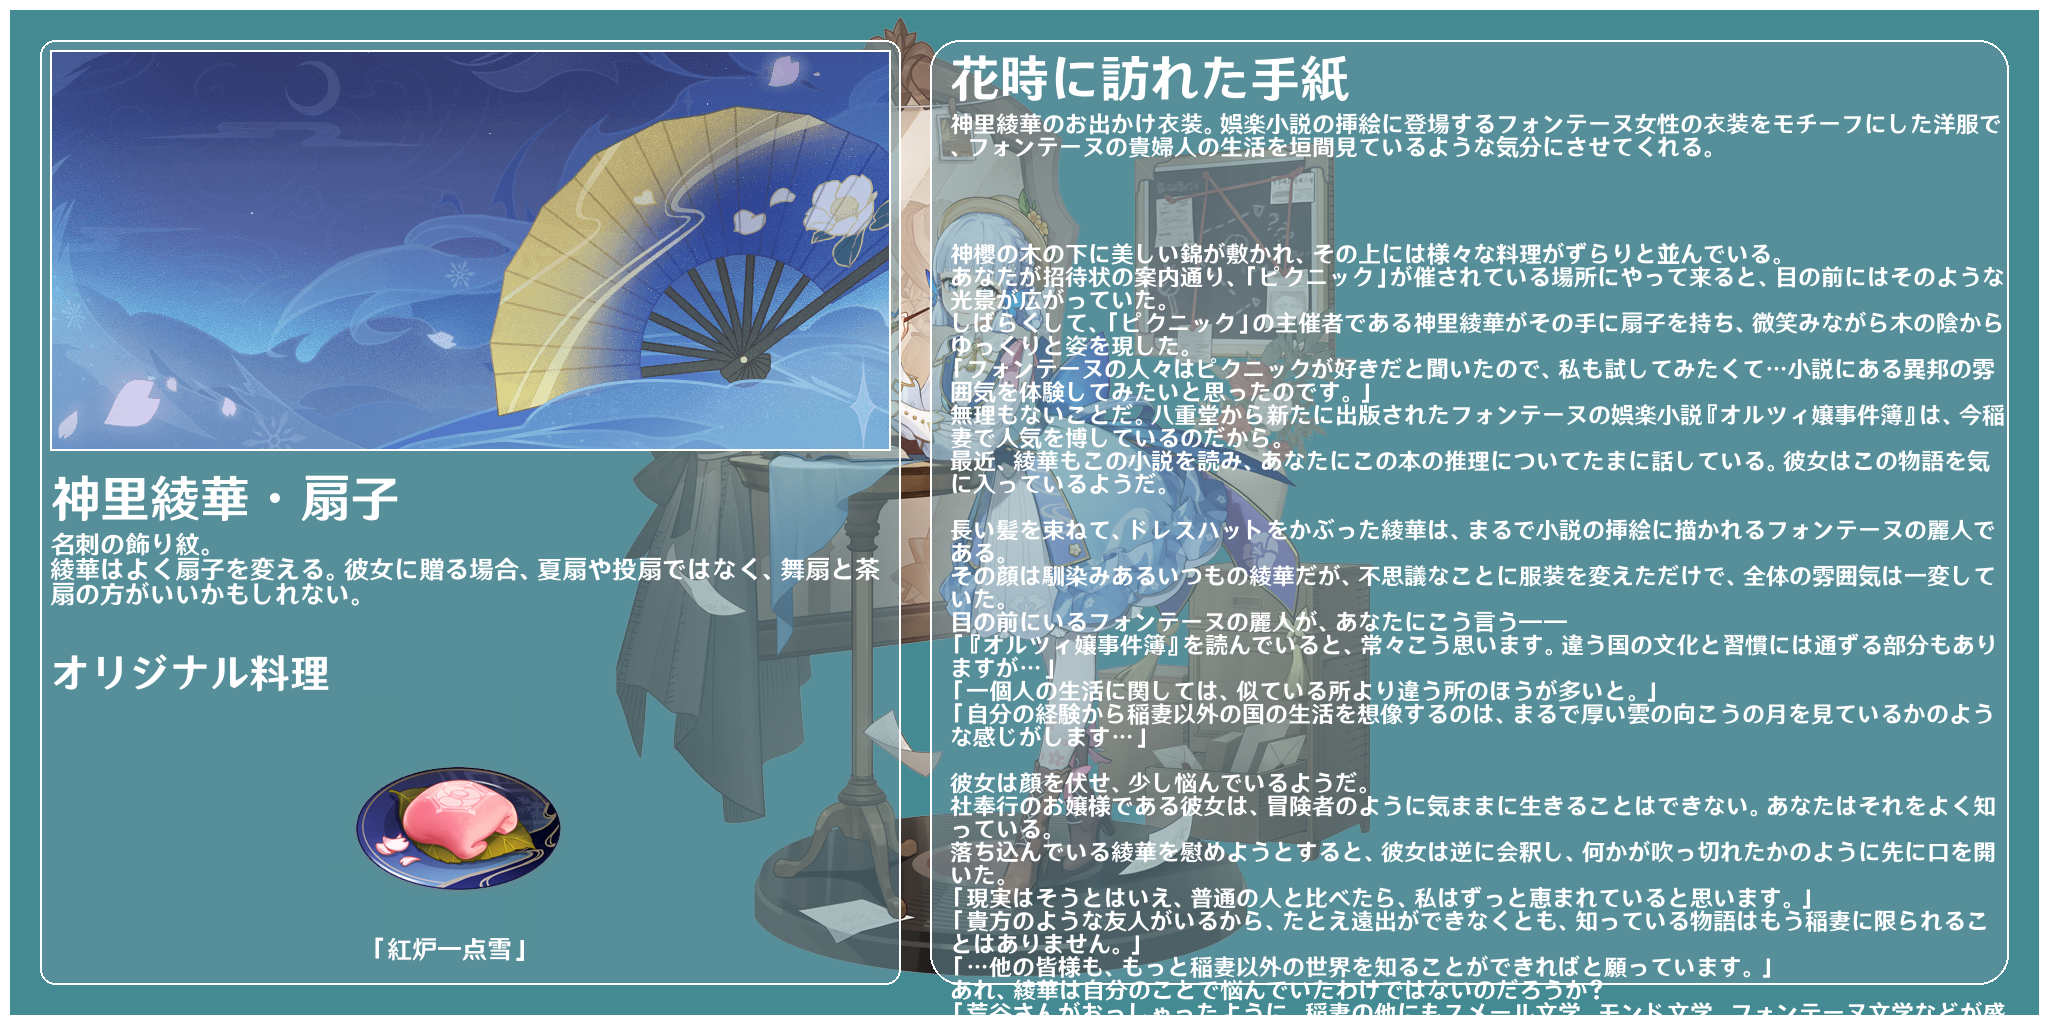 神里綾華・扇子
名刺の飾り紋。
綾華はよく扇子を変える。彼女に贈る場合、夏扇や投扇ではなく、舞扇と茶
扇の方がいいかもしれない。
オリジナル料理
「紅炉一点雪」
花時に訪れた手紙
神里綾華のお出かけ衣装。娯楽小説の挿絵に登場するフォンテーヌ女性の衣装をモチーフにした洋服で
、フォンテーヌの貴婦人の生活を垣間見ているような気分にさせてくれる。
神櫻の木の下に美しい錦が敷かれ、その上には様々な料理がずらりと並んでいる。
あなたが招待状の案内通り、「ピクニック」が催されている場所にやって来ると、目の前にはそのような
光景が広がっていた。
しばらくして、「ピクニック」の主催者である神里綾華がその手に扇子を持ち、微笑みながら木の陰から
ゆっくりと姿を現した。
「フォンテーヌの人々はピクニックが好きだと聞いたので、私も試してみたくて…小説にある異邦の雰
囲気を体験してみたいと思ったのです。」
無理もないことだ。八重堂から新たに出版されたフォンテーヌの娯楽小説『オルツィ嬢事件簿』は、今稲
妻で人気を博しているのだから。
最近、綾華もこの小説を読み、あなたにこの本の推理についてたまに話している。彼女はこの物語を気
に入っているようだ。
長い髪を束ねて、ドレスハットをかぶった綾華は、まるで小説の挿絵に描かれるフォンテーヌの麗人で
ある。
その顔は馴染みあるいつもの綾華だが、不思議なことに服装を変えただけで、全体の雰囲気は一変して
いた。
目の前にいるフォンテーヌの麗人が、あなたにこう言う——
「『オルツィ嬢事件簿』を読んでいると、常々こう思います。違う国の文化と習慣には通ずる部分もあり
ますが…」
「一個人の生活に関しては、似ている所より違う所のほうが多いと。」
「自分の経験から稲妻以外の国の生活を想像するのは、まるで厚い雲の向こうの月を見ているかのよう
な感じがします…」
彼女は顔を伏せ、少し悩んでいるようだ。
社奉行のお嬢様である彼女は、冒険者のように気ままに生きることはできない。あなたはそれをよく知
っている。
落ち込んでいる綾華を慰めようとすると、彼女は逆に会釈し、何かが吹っ切れたかのように先に口を開
いた。
「現実はそうとはいえ、普通の人と比べたら、私はずっと恵まれていると思います。」
「貴方のような友人がいるから、たとえ遠出ができなくとも、知っている物語はもう稲妻に限られるこ
とはありません。」
「…他の皆様も、もっと稲妻以外の世界を知ることができればと願っています。」
あれ、綾華は自分のことで悩んでいたわけではないのだろうか？
「荒谷さんがおっしゃったように、稲妻の他にもスメール文学、モンド文学、フォンテーヌ文学などが盛